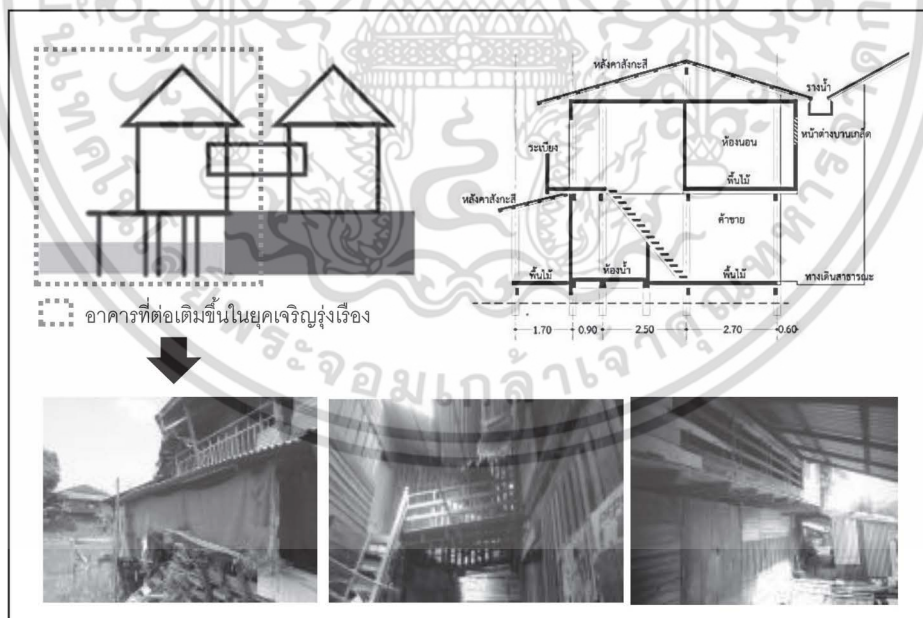 หลังคาสังกะสี
รางน้ำ
หน้าต่างบานเกล็ด
ห้องนอน
ระเบียง
พื้นไม้
หลังคาสังกะสี
ค้าขาย
พื้นไม้
ห้องน้ำ
พื้นไม้
ทางเดินสาธารณะ
1.70 0.90 2.50 2.70 0.60
อาคารที่ต่อเติมขึ้นในยุคเจริญรุ่งเรือง